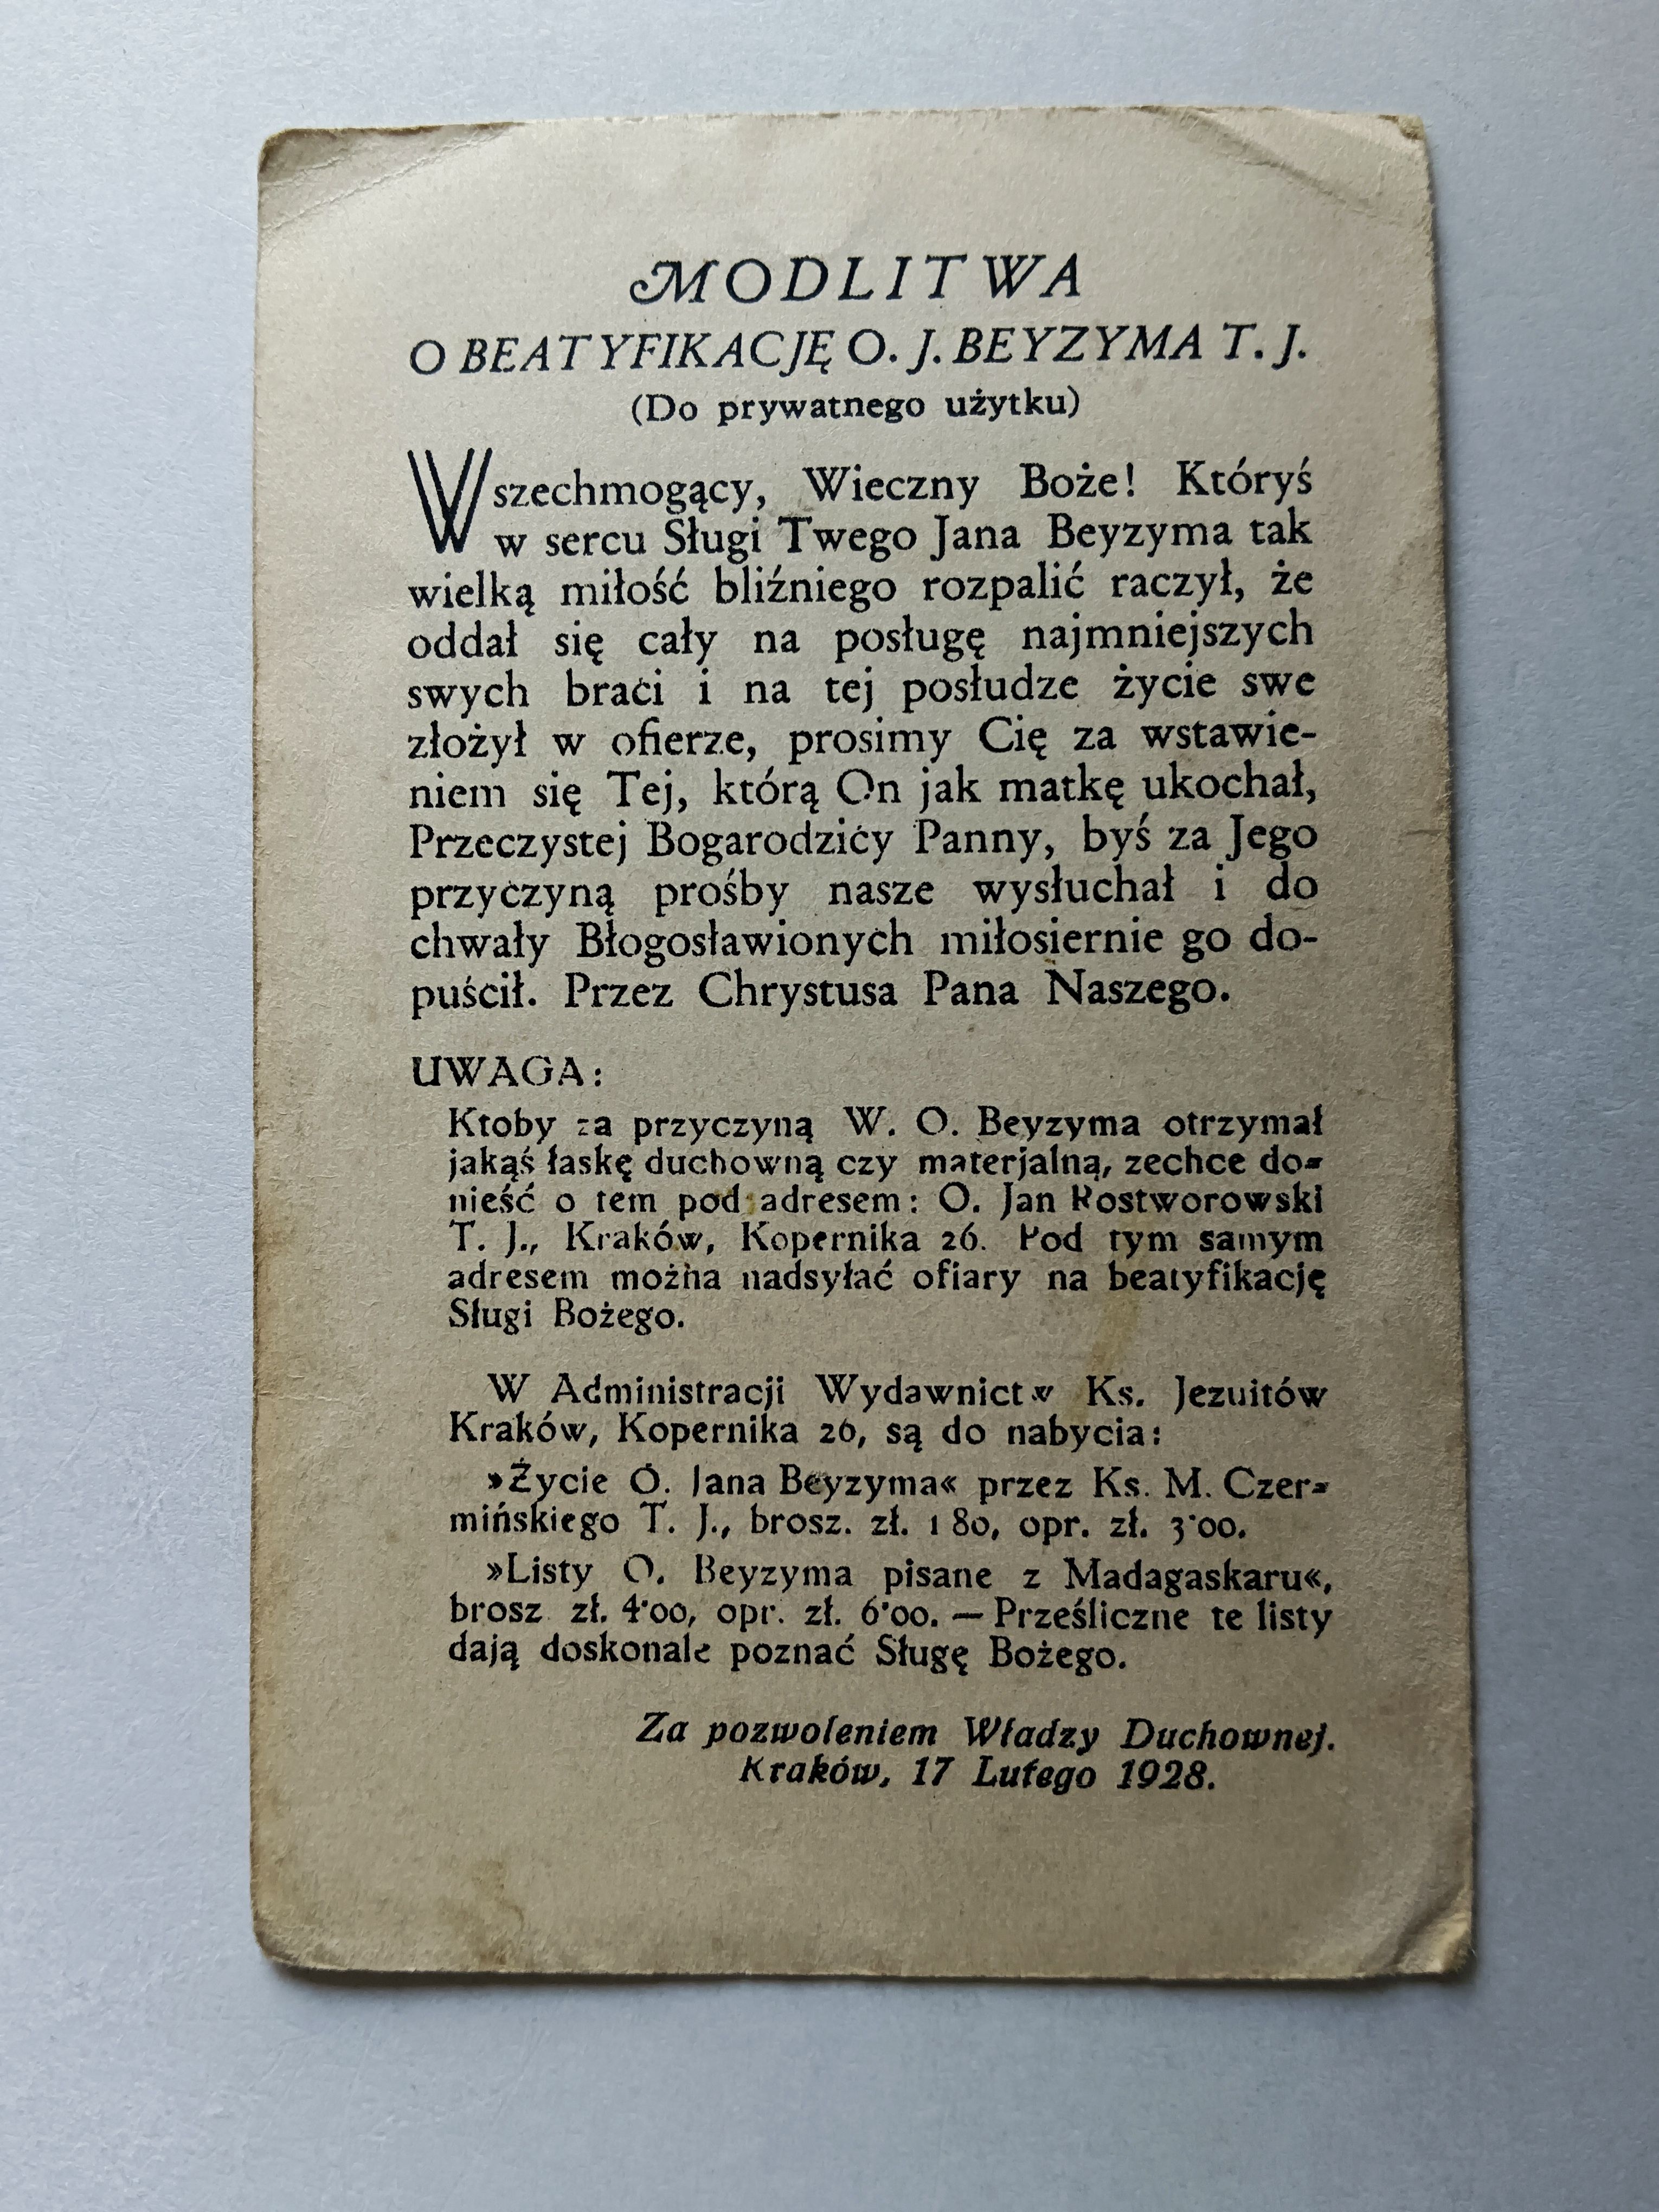 MODLITWA
O BEATYFIKACJĘ O. J. BEYZYMA T. J.
(Do prywatnego użytku)
Wszechmogący, Wieczny Boże! Któryś
w sercu Sługi Twego Jana Beyzyma tak
wielką miłość bliźniego rozpalić raczył, że
oddał się cały na posługę najmniejszych
swych braci i na tej posłudze życie swe
złożył w ofierze, prosimy Cię za wstawie-
niem się Tej, którą On jak matkę ukochał,
Przeczystej Bogarodzicy Panny, byś za Jego
przyczyną prośby nasze wysłuchał i do
chwały Błogosławionych miłosiernie go do-
puścił. Przez Chrystusa Pana Naszego.
UWAGA:
Ktoby za przyczyną W. O. Beyzyma otrzymał
jakąś łaskę duchowną czy materjalną, zechce do-
nieść o tem pod adresem: O. Jan Rostworowski
T. J., Kraków, Kopernika 26. Pod tym samym
adresem można nadsyłać ofiary na beatyfikację
Sługi Bożego.
W Administracji Wydawnictw Ks. Jezuitów
Kraków, Kopernika 26, są do nabycia:
»Życie O. Jana Beyzyma« przez Ks. M. Czer-
mińskiego T. J., brosz. zł. 1 80, opr. zł. 3·00.
»Listy O. Beyzyma pisane z Madagaskaru«,
brosz zł. 4·00, opr. zł. 6·00. — Prześliczne te listy
dają doskonale poznać Sługę Bożego.
Za pozwoleniem Władzy Duchownej.
Kraków, 17 Lutego 1928.